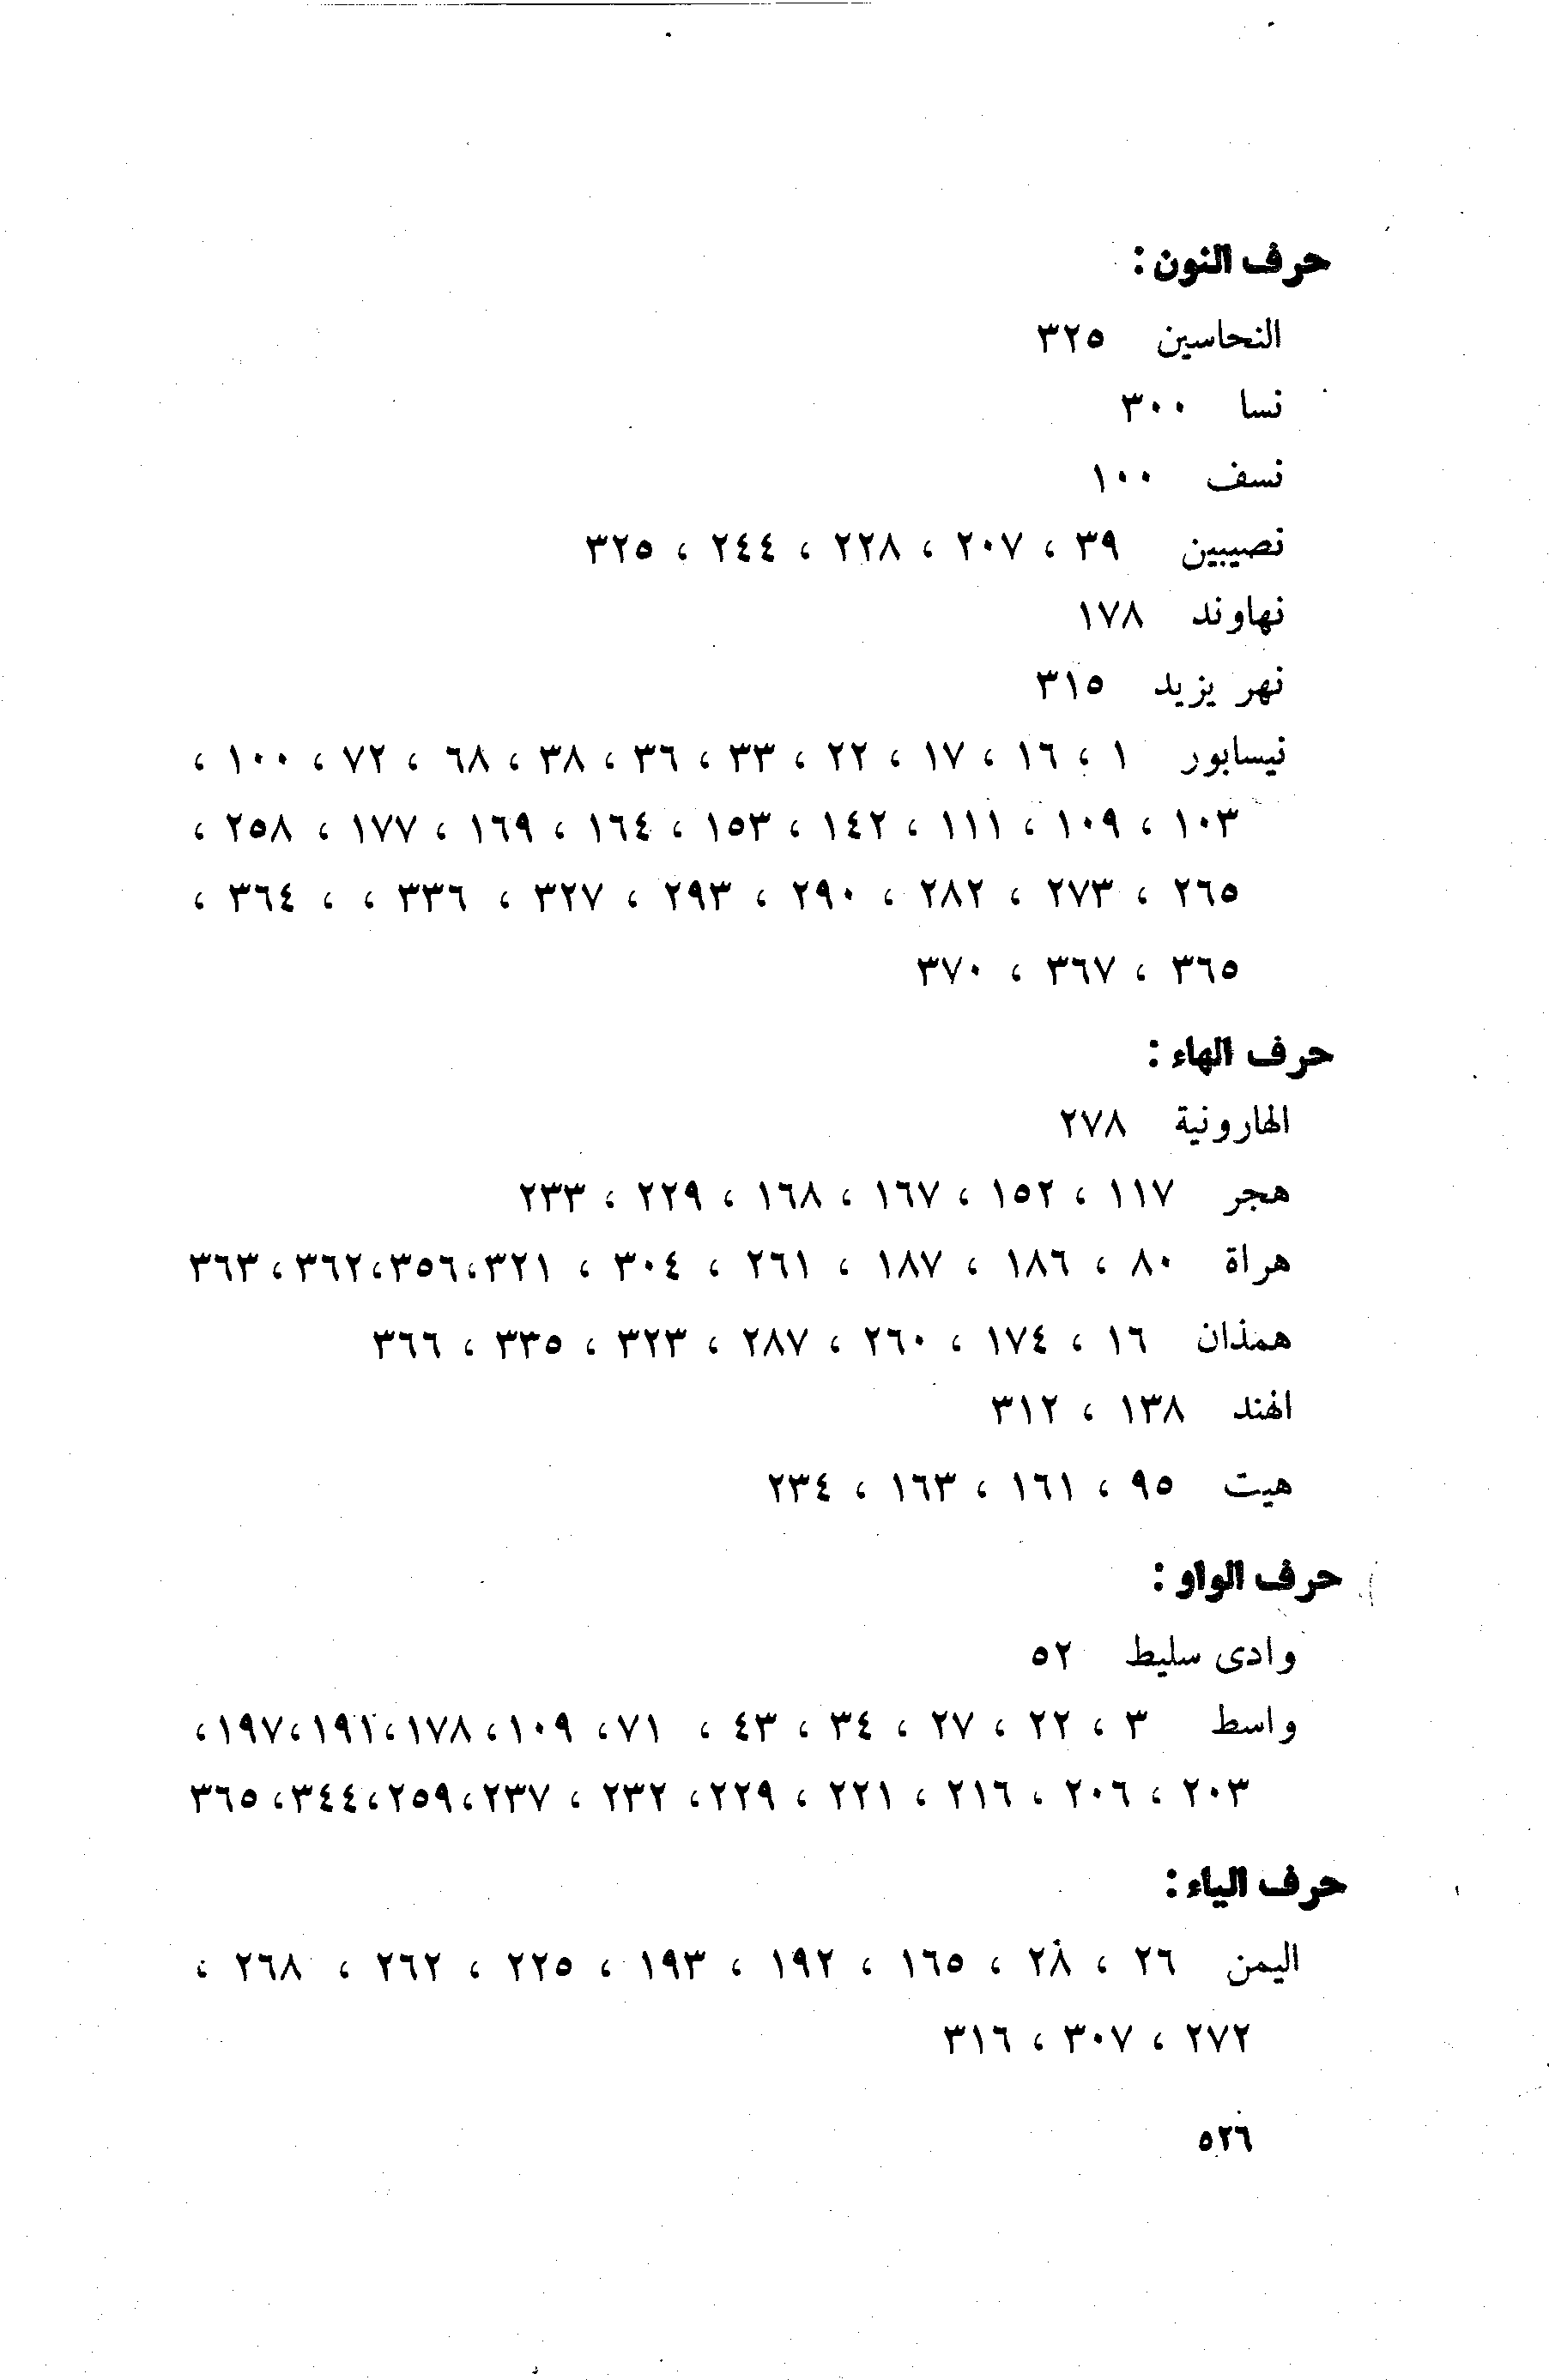 حرف النون :
النحاسين ٣٢٥
نسا ٣٠٠
نسف ١٠٠
نصيبين ٣٩ ، ٢٠٧ ، ٢٢٨ ، ٢٤٤ ، ٣٢٥
نهاوند ١٧٨
نهر يزيد ٣١٥
نيسابور ١ ، ١٦ ، ١٧ ، ٢٢ ، ٣٣ ، ٣٦ ، ٣٨ ، ٦٨ ، ٧٢ ، ١٠٠ ،
١٠٣ ، ١٠٩ ، ١١١ ، ١٤٢ ، ١٥٣ ، ١٦٤ ، ١٦٩ ، ١٧٧ ، ٢٥٨ ،
٢٦٥ ، ٢٧٣ ، ٢٨٢ ، ٢٩٠ ، ٢٩٣ ، ٣٢٧ ، ٣٣٦ ، ، ٣٦٤ ،
٣٦٥ ، ٣٦٧ ، ٣٧٠
حرف الهاء :
الهارونية ٢٧٨
هجر ١١٧ ، ١٥٢ ، ١٦٧ ، ١٦٨ ، ٢٢٩ ، ٢٣٣
هراة ٨٠ ، ١٨٦ ، ١٨٧ ، ٢٦١ ، ٣٠٤ ، ٣٢١،٣٥٦،٣٦٢،٣٦٣
همذان ١٦ ، ١٧٤ ، ٢٦٠ ، ٢٨٧ ، ٣٢٣ ، ٣٣٥ ، ٣٦٦
الهند ١٣٨ ، ٣١٢
هيت ٩٥ ، ١٦١ ، ١٦٣ ، ٢٣٤
حرف الواو :
وادى سليط ٥٢
واسط ٣ ، ٢٢ ، ٢٧ ، ٣٤ ، ٤٣ ، ٧١، ١٠٩ ،١٧٨،١٩١،١٩٧،
٢٠٣ ، ٢٠٦ ، ٢١٦ ، ٢٢١ ، ٢٢٩، ٢٣٢ ، ٢٣٧،٢٥٩،٣٤٤،٣٦٥
حرف الياء :
اليمن ٢٦ ، ٢٨ ، ١٦٥ ، ١٩٢ ، ١٩٣ ، ٢٢٥ ، ٢٦٢ ، ٢٦٨ ،
٢٧٢ ، ٣٠٧ ، ٣١٦
٥٢٦